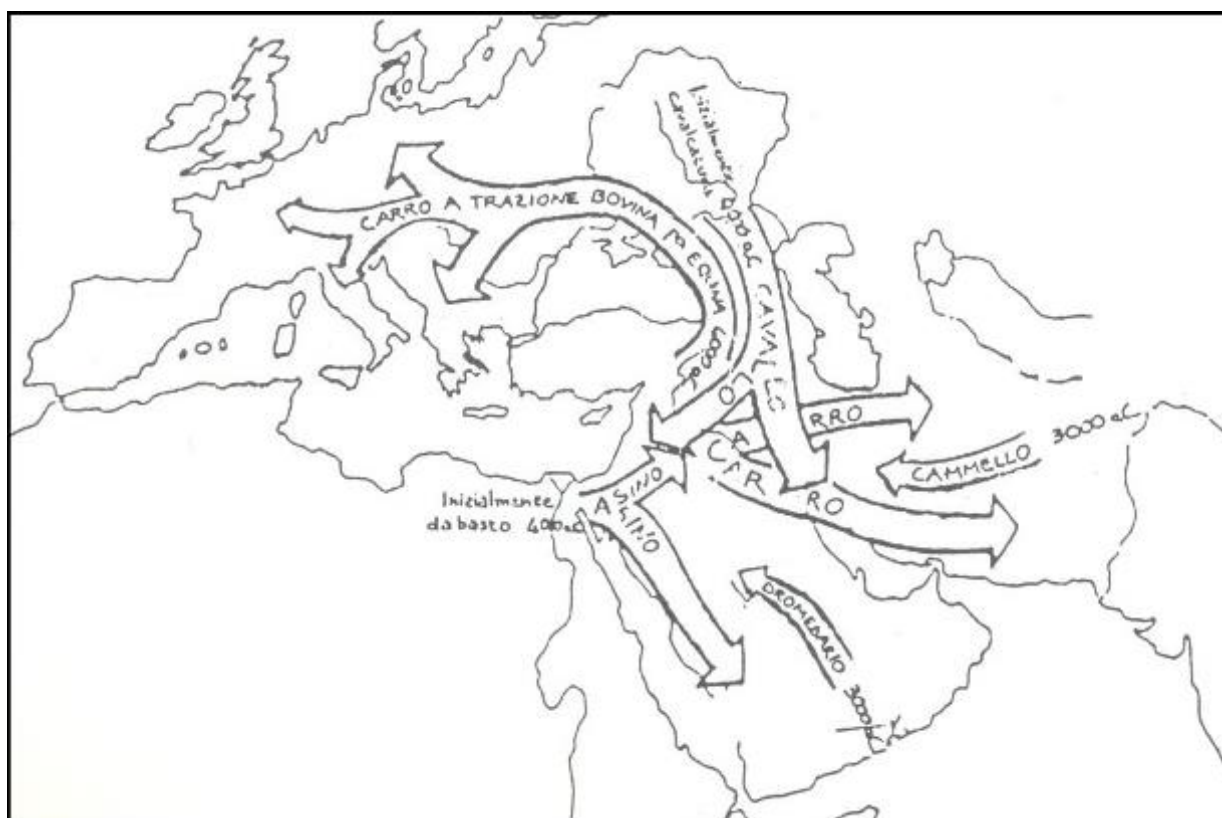 Inizialmente
cavalcatura
CAVALLO
CARRO A TRAZIONE BOVINA ED EQUINA 4000
CARRO
CARRO
CAMMELLO 3000 a.C
ASINO
ASINO
Inizialmente
da basto 4000 a.C
DROMEDARIO 3000 a.C